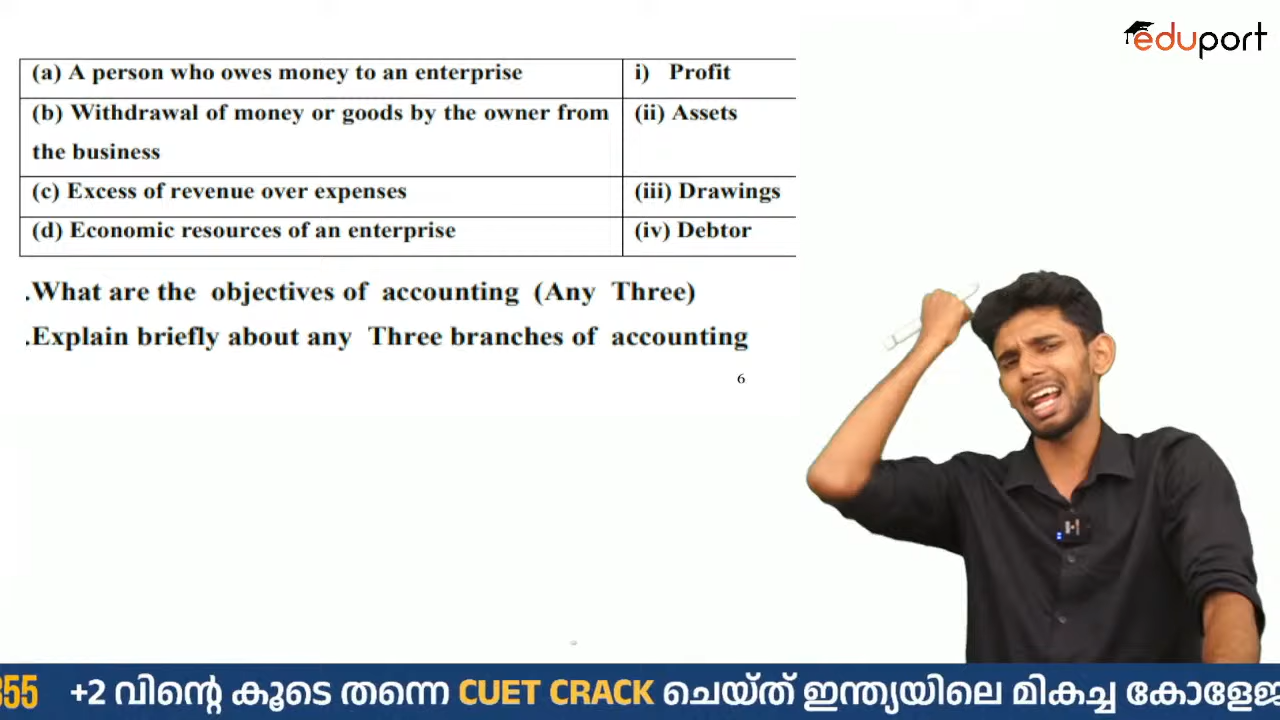 eduport
(a) A person who owes money to an enterprise i) Profit
(b) Withdrawal of money or goods by the owner from (ii) Assets
the business
(c) Excess of revenue over expenses (iii) Drawings
(d) Economic resources of an enterprise (iv) Debtor
.What are the objectives of accounting (Any Three)
.Explain briefly about any Three branches of accounting
6
355 +2 വിന്റെ കൂടെ തന്നെ CUET CRACK ചെയ്ത് ഇന്ത്യയിലെ മികച്ച